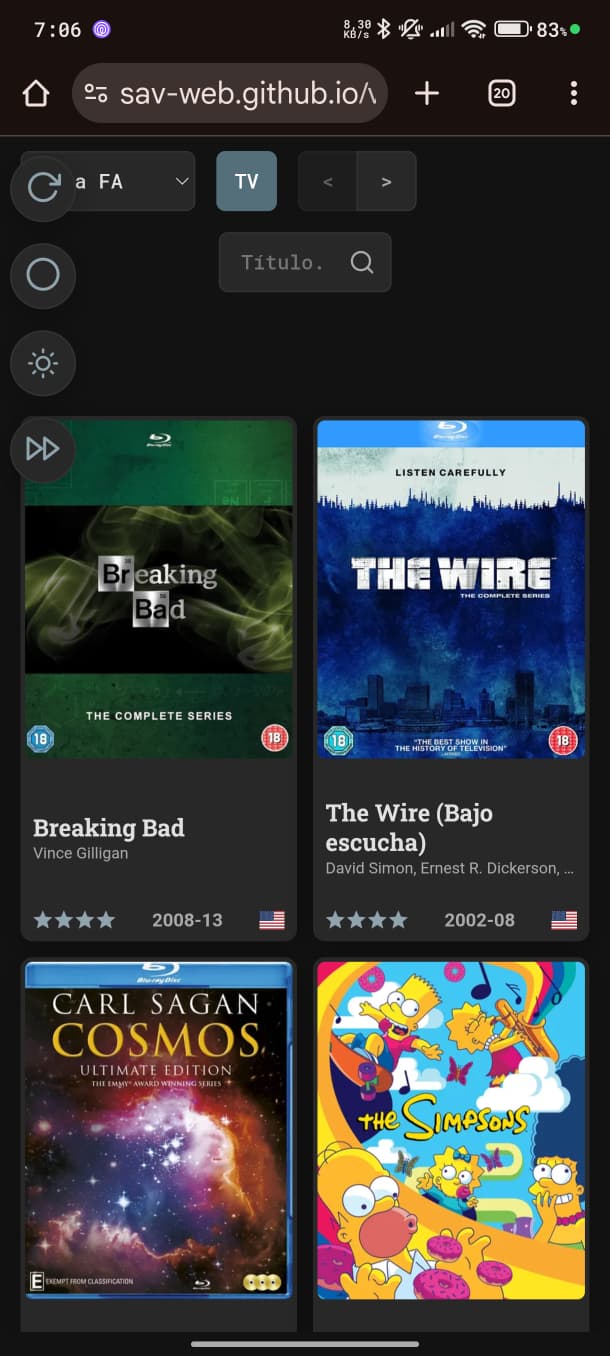 7:06
8,30
KB/s
83%
sav-web.github.io/v
20
a FA
TV
< >
Título.
Blu-ray Disc
Breaking
Bad
THE COMPLETE SERIES
18 18
Breaking Bad
Vince Gilligan
2008-13
Blu-ray Disc
LISTEN CAREFULLY
THE WIRE
THE COMPLETE SERIES
"THE BEST SHOW IN
THE HISTORY OF TELEVISION"
18 18
The Wire (Bajo
escucha)
David Simon, Ernest R. Dickerson, …
2002-08
Blu-ray Disc
CARL SAGAN
COSMOS
ULTIMATE EDITION
THE EMMY® AWARD WINNING SERIES
E EXEMPT FROM CLASSIFICATION
THE SIMPSONS